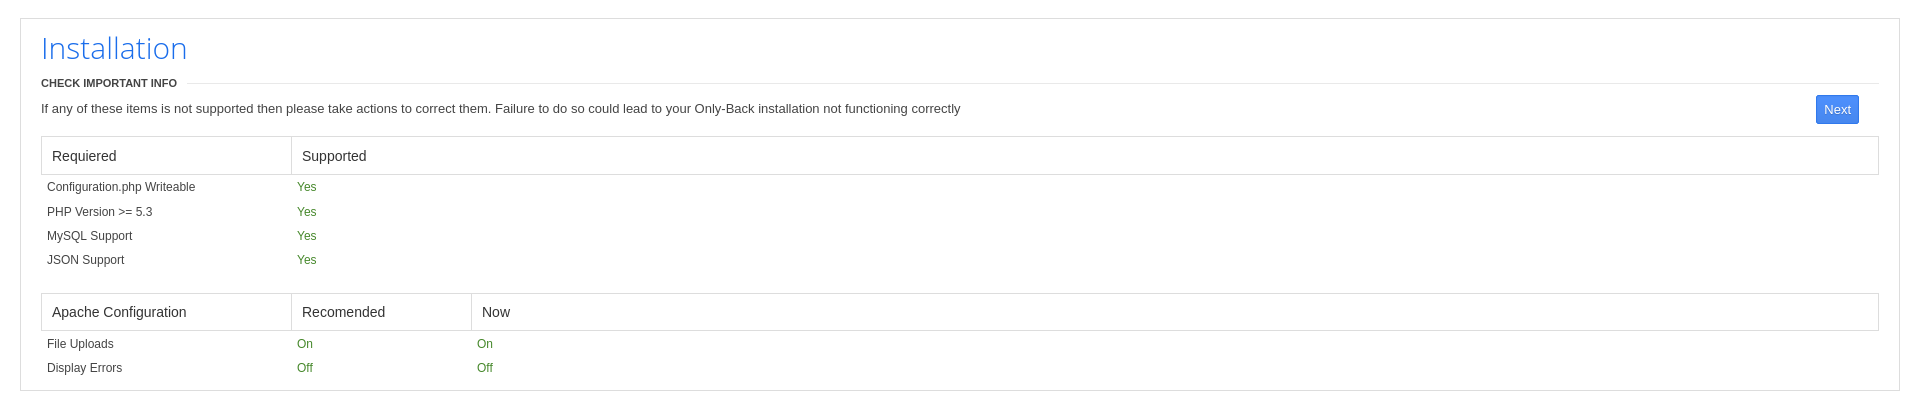 Installation
CHECK IMPORTANT INFO
If any of these items is not supported then please take actions to correct them. Failure to do so could lead to your Only-Back installation not functioning correctly
Next
Requiered Supported
Configuration.php Writeable Yes
PHP Version >= 5.3 Yes
MySQL Support Yes
JSON Support Yes
Apache Configuration Recomended Now
File Uploads On On
Display Errors Off Off